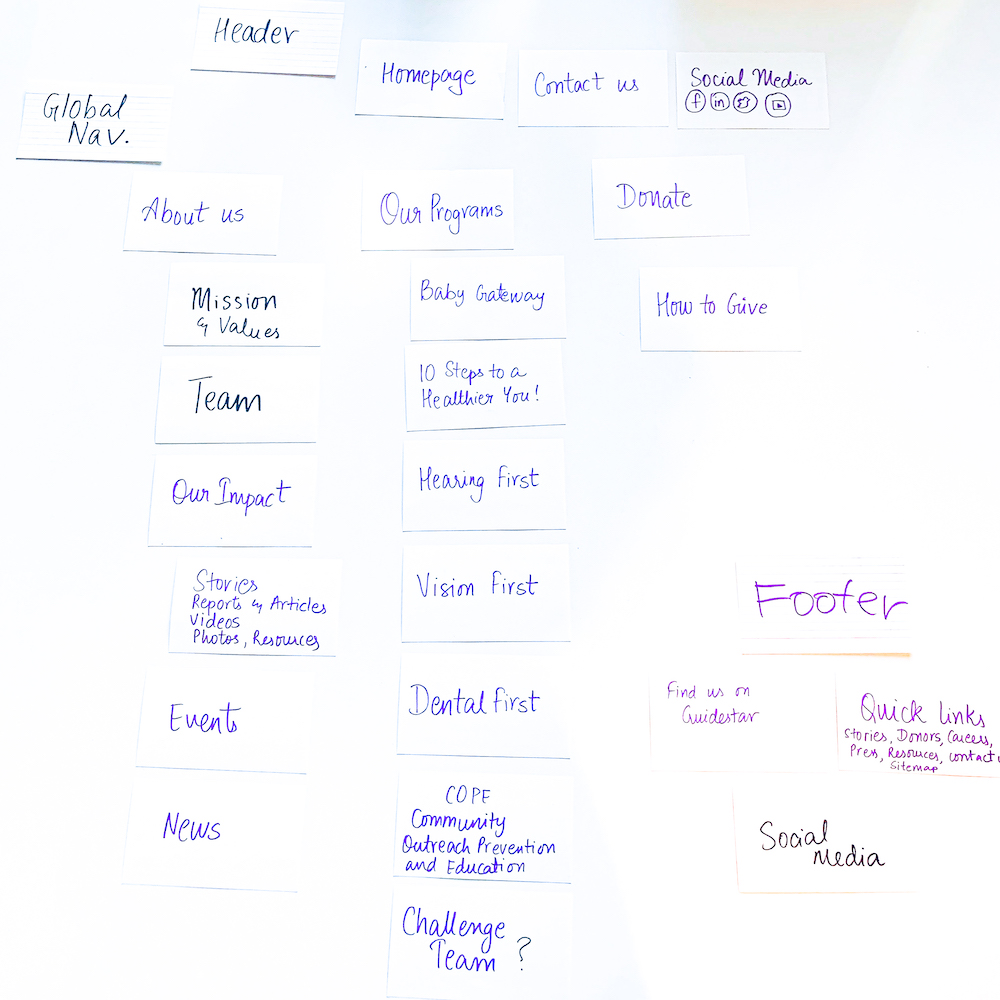 Header
Homepage
Contact us
Social Media
f in
Global
Nav.
About us
Our Programs
Donate
Mission
& Values
Baby Gateway
How to Give
Team
10 Steps to a
Healthier You!
Our Impact
Hearing First
Stories
Reports & Articles
Videos
Photos, Resources
Vision First
Footer
Events
Dental First
Find us on
Guidestar
Quick Links
Stories, Donors, Careers,
Press, Resources, contact u
Sitemap
News
COPE
Community
Outreach Prevention
and Education
Social
Media
Challenge
Team ?